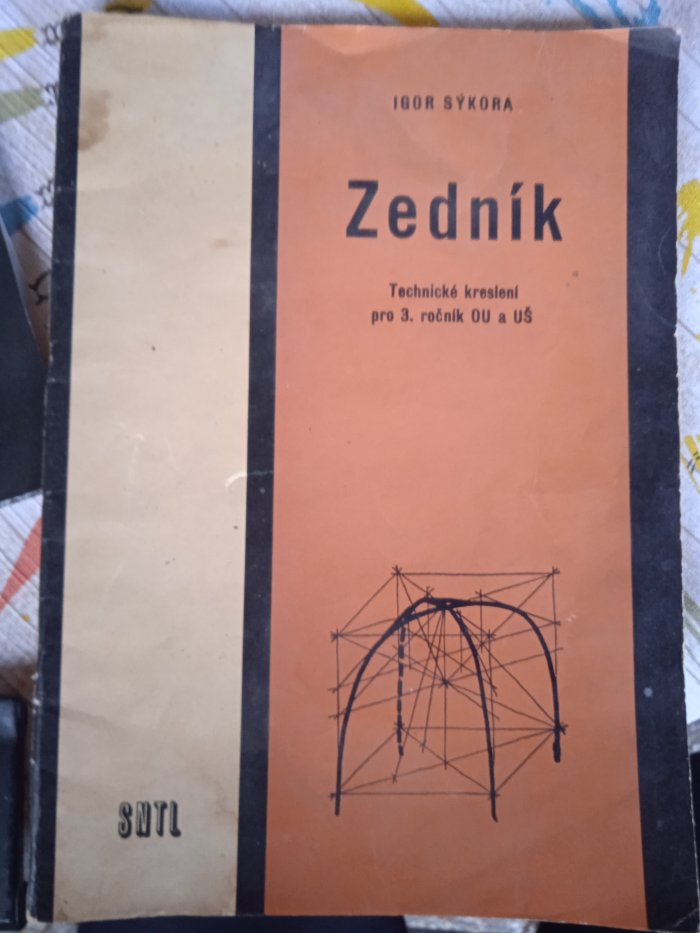 IGOR SÝKORA
Zedník
Technické kreslení
pro 3. ročník OU a UŠ
SNTL